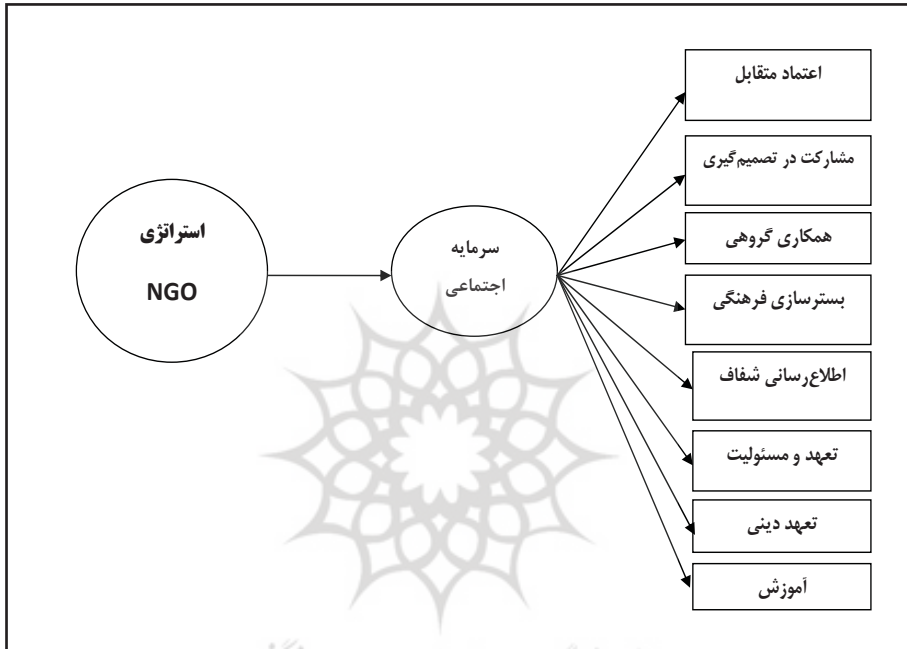 اعتماد متقابل
مشارکت در تصمیم‌گیری
همکاری گروهی
بسترسازی فرهنگی
اطلاع‌رسانی شفاف
تعهد و مسئولیت
تعهد دینی
آموزش
سرمایه
اجتماعی
استراتژی
NGO